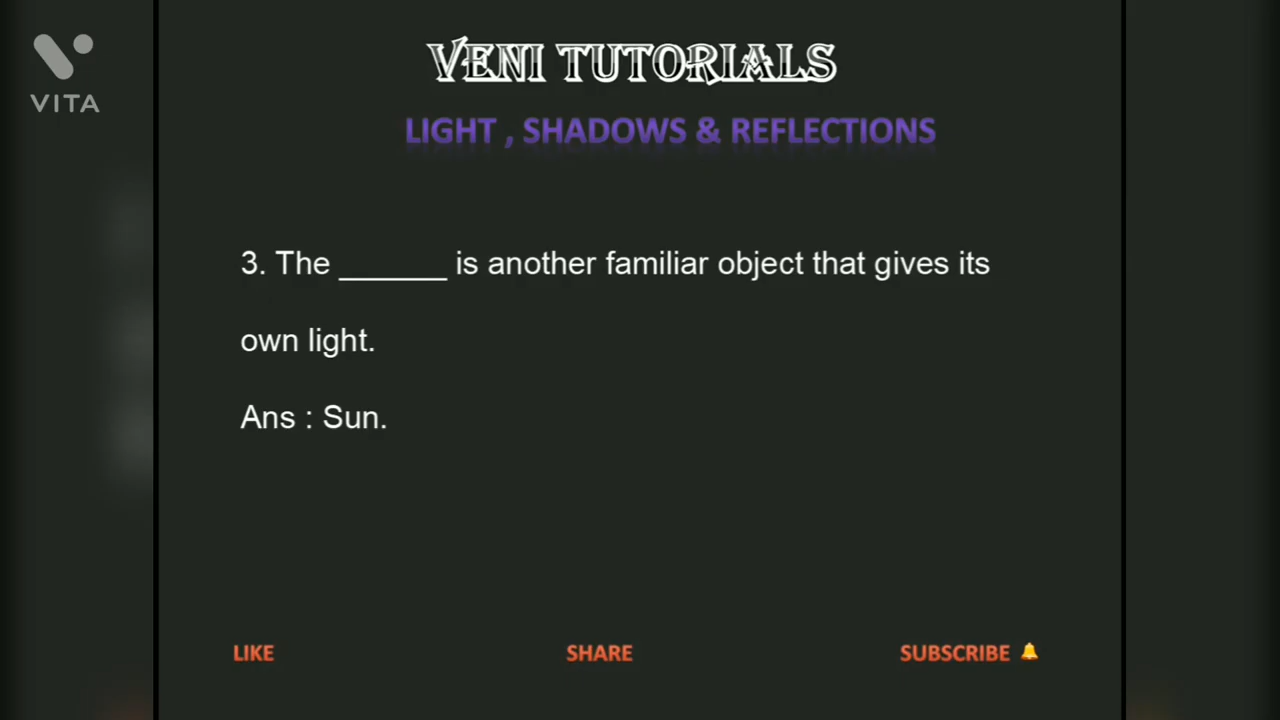 VITA
VENI TUTORIALS
LIGHT , SHADOWS & REFLECTIONS
3. The ______ is another familiar object that gives its
own light.
Ans : Sun.
LIKE SHARE SUBSCRIBE 🔔